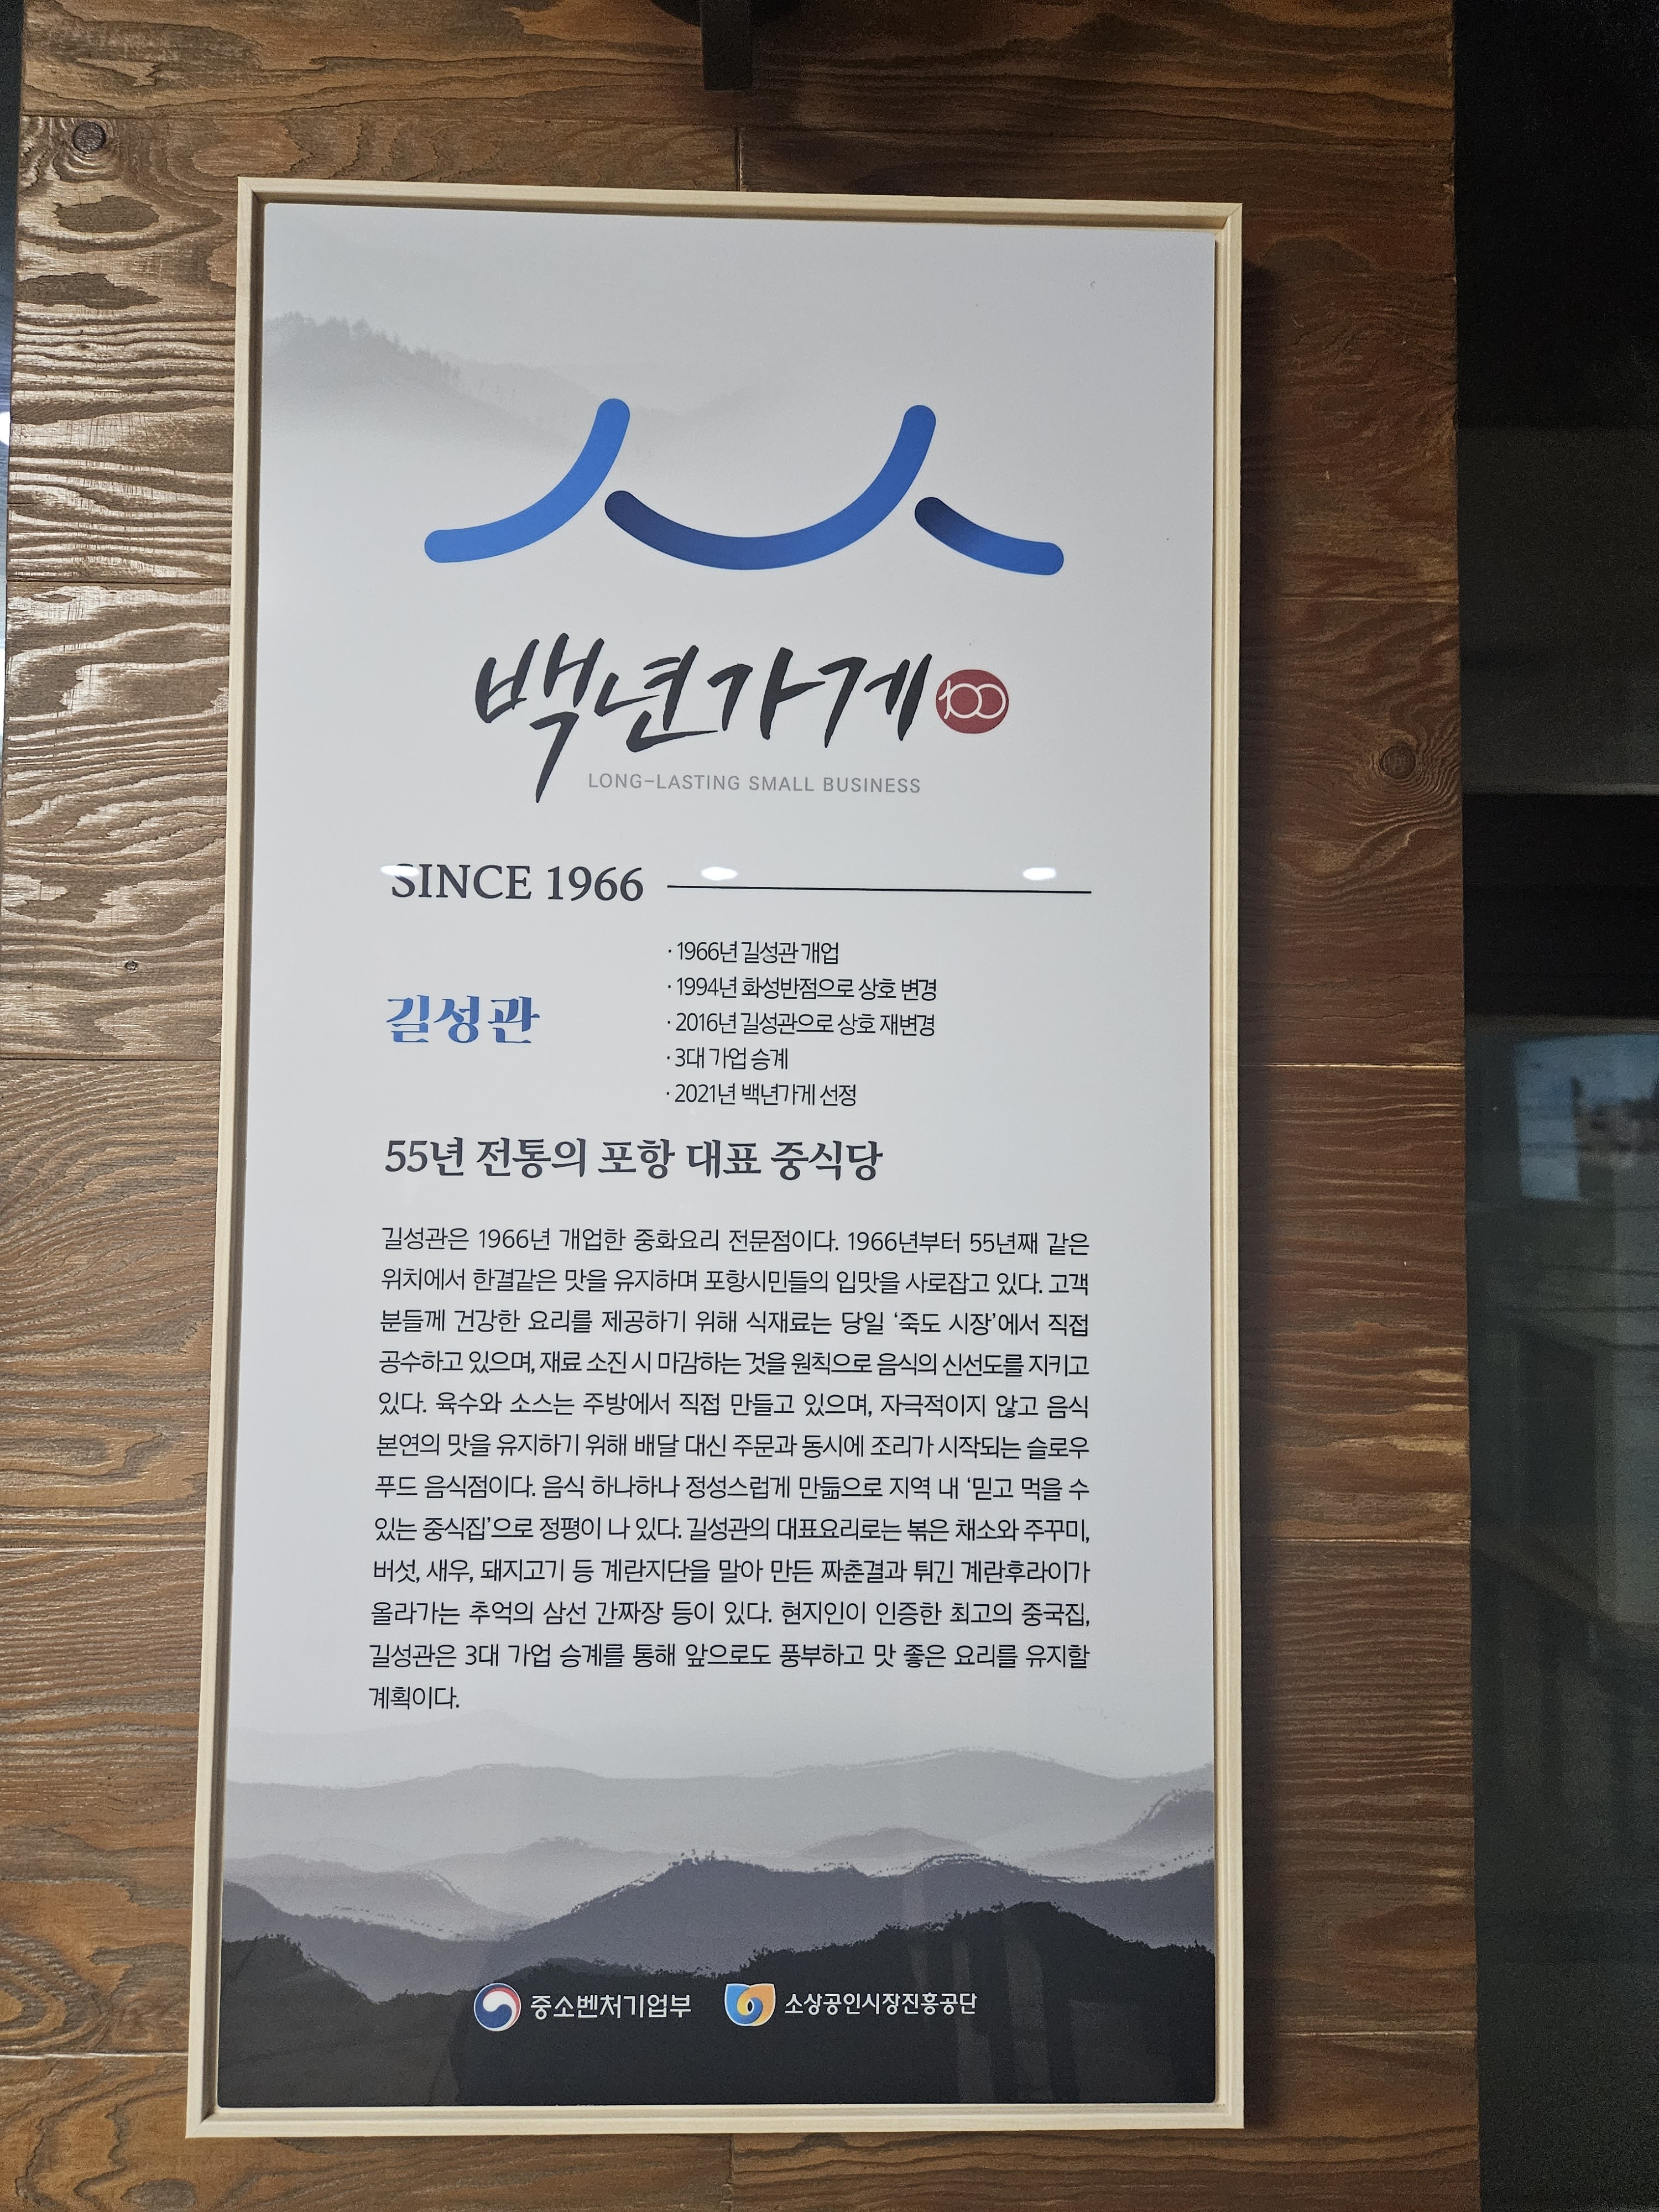 백년가게
100
LONG-LASTING SMALL BUSINESS
SINCE 1966
길성관
· 1966년 길성관 개업
· 1994년 화성반점으로 상호 변경
· 2016년 길성관으로 상호 재변경
· 3대 가업 승계
· 2021년 백년가게 선정
55년 전통의 포항 대표 중식당
길성관은 1966년 개업한 중화요리 전문점이다. 1966년부터 55년째 같은
위치에서 한결같은 맛을 유지하며 포항시민들의 입맛을 사로잡고 있다. 고객
분들께 건강한 요리를 제공하기 위해 식재료는 당일 ‘죽도 시장’에서 직접
공수하고 있으며, 재료 소진 시 마감하는 것을 원칙으로 음식의 신선도를 지키고
있다. 육수와 소스는 주방에서 직접 만들고 있으며, 자극적이지 않고 음식
본연의 맛을 유지하기 위해 배달 대신 주문과 동시에 조리가 시작되는 슬로우
푸드 음식점이다. 음식 하나하나 정성스럽게 만듦으로 지역 내 ‘믿고 먹을 수
있는 중식집’으로 정평이 나 있다. 길성관의 대표요리로는 볶은 채소와 주꾸미,
버섯, 새우, 돼지고기 등 계란지단을 말아 만든 짜춘결과 튀긴 계란후라이가
올라가는 추억의 삼선 간짜장 등이 있다. 현지인이 인증한 최고의 중국집,
길성관은 3대 가업 승계를 통해 앞으로도 풍부하고 맛 좋은 요리를 유지할
계획이다.
중소벤처기업부 소상공인시장진흥공단